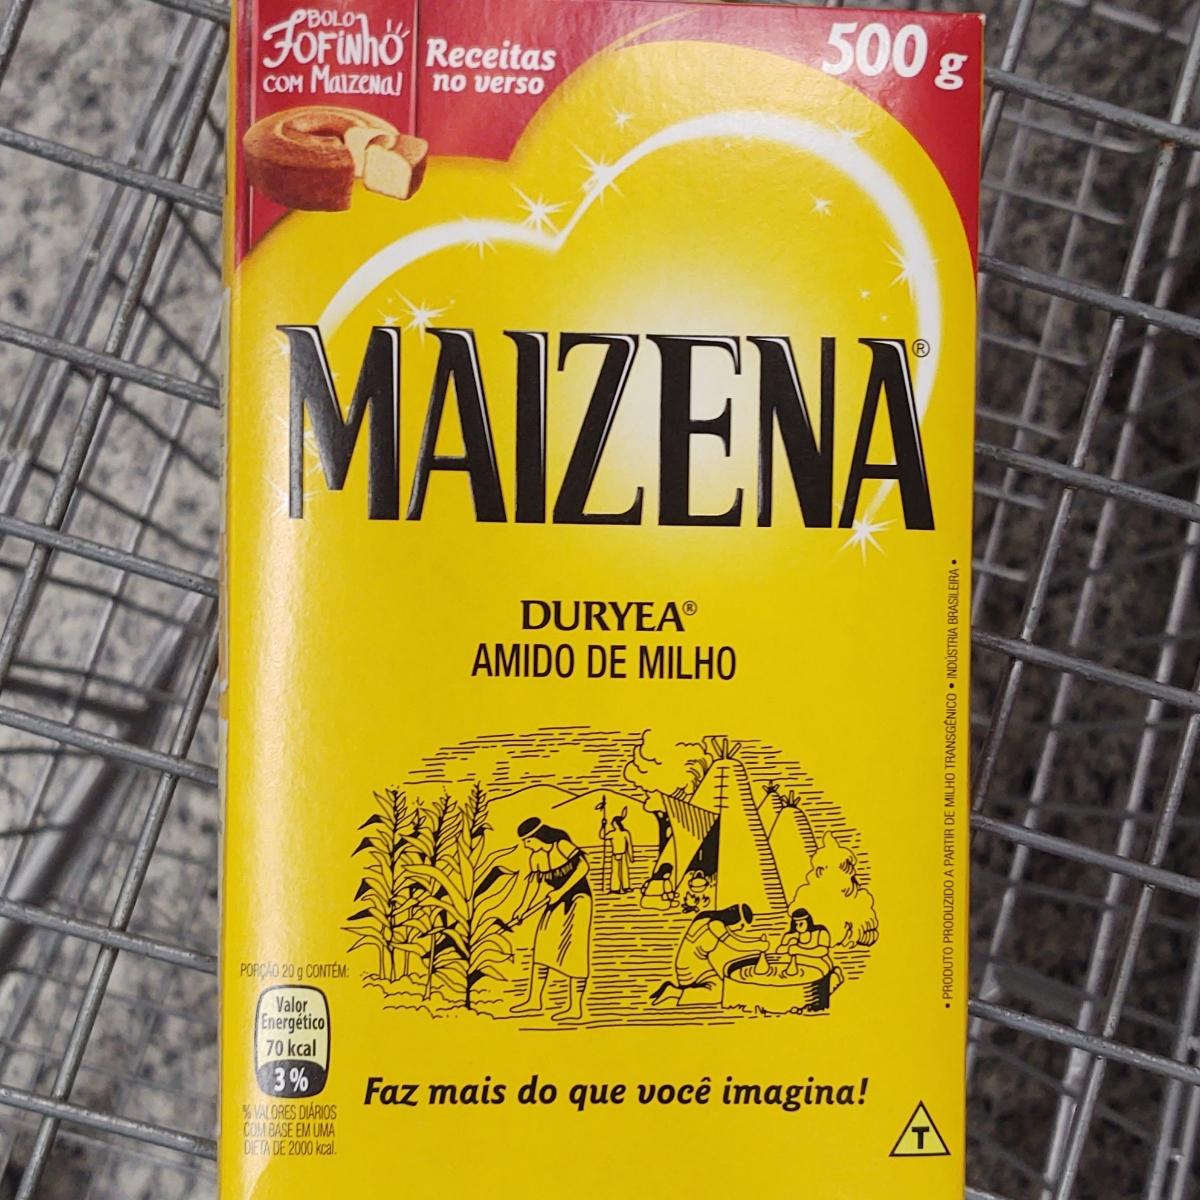 BOLO
FOFINHO
COM MAIZENA!
Receitas
no verso
500 g
MAIZENA®
DURYEA®
AMIDO DE MILHO
• PRODUTO PRODUZIDO A PARTIR DE MILHO TRANSGÊNICO • INDÚSTRIA BRASILEIRA •
PORÇÃO 20 g CONTÉM:
Valor
Energético
70 kcal
3%
% VALORES DIÁRIOS
COM BASE EM UMA
DIETA DE 2000 kcal.
Faz mais do que você imagina!
T